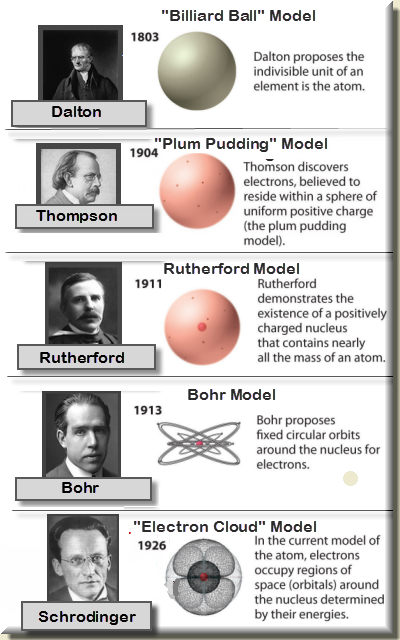 "Billiard Ball" Model
1803
Dalton proposes the
indivisible unit of an
element is the atom.
Dalton
"Plum Pudding" Model
1904
Thomson discovers
electrons, believed to
reside within a sphere of
uniform positive charge
(the plum pudding
model).
Thompson
Rutherford Model
1911
Rutherford
demonstrates the
existence of a positively
charged nucleus
that contains nearly
all the mass of an atom.
Rutherford
Bohr Model
1913
Bohr proposes
fixed circular orbits
around the nucleus for
electrons.
Bohr
"Electron Cloud" Model
1926
In the current model of
the atom, electrons
occupy regions of
space (orbitals) around
the nucleus determined
by their energies.
Schrodinger